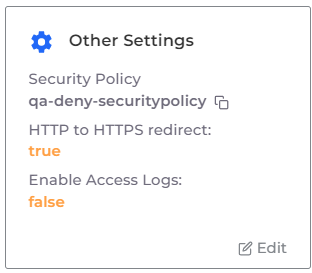 Other Settings
Security Policy
qa-deny-securitypolicy
HTTP to HTTPS redirect:
true
Enable Access Logs:
false
Edit